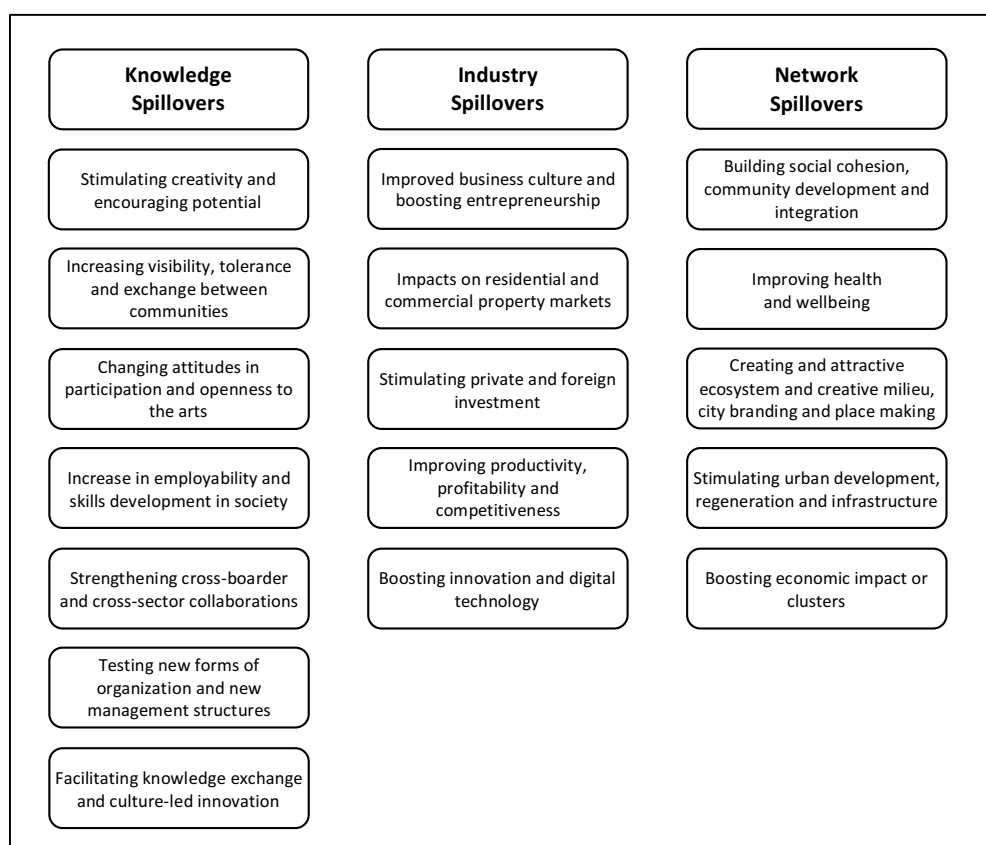 Knowledge
Spillovers
Stimulating creativity and
encouraging potential
Increasing visibility, tolerance
and exchange between
communities
Changing attitudes in
participation and openness to
the arts
Increase in employability and
skills development in society
Strengthening cross-boarder
and cross-sector collaborations
Testing new forms of
organization and new
management structures
Facilitating knowledge exchange
and culture-led innovation
Industry
Spillovers
Improved business culture and
boosting entrepreneurship
Impacts on residential and
commercial property markets
Stimulating private and foreign
investment
Improving productivity,
profitability and
competitiveness
Boosting innovation and digital
technology
Network
Spillovers
Building social cohesion,
community development and
integration
Improving health
and wellbeing
Creating and attractive
ecosystem and creative milieu,
city branding and place making
Stimulating urban development,
regeneration and infrastructure
Boosting economic impact or
clusters